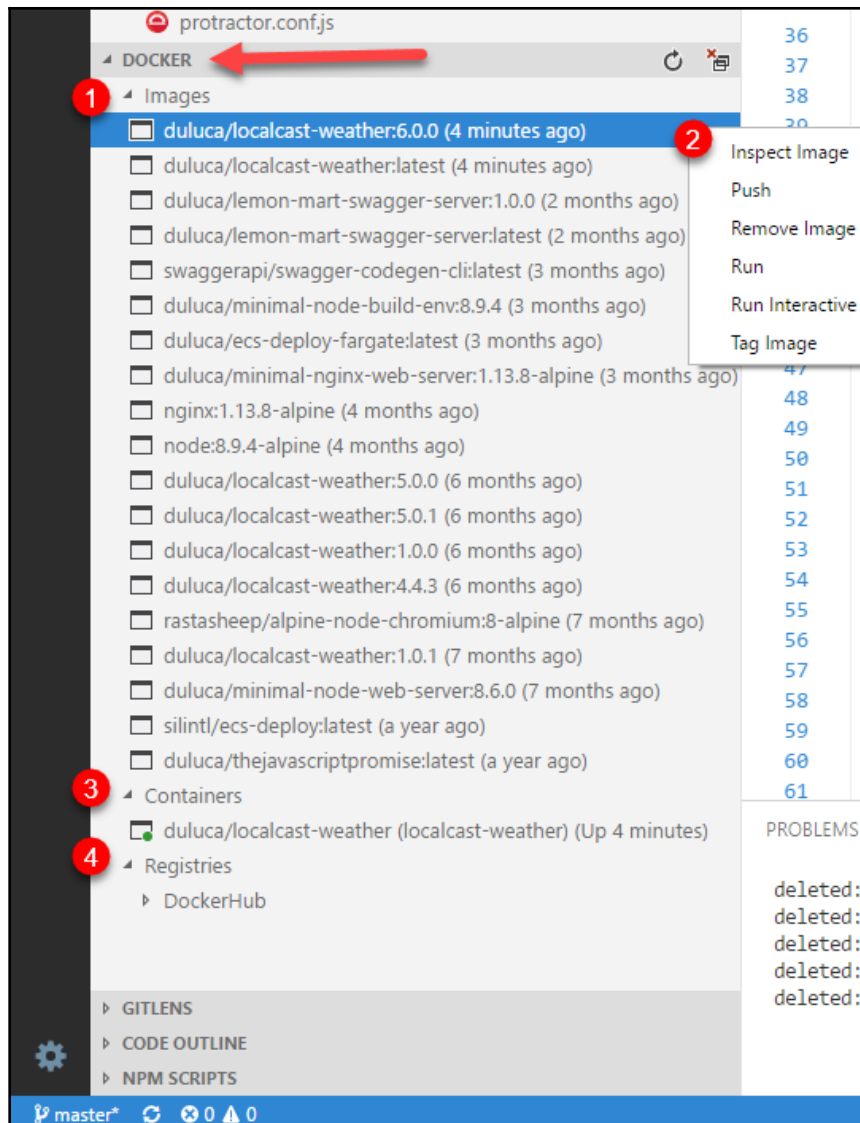 protractor.conf.js
DOCKER
1
Images
duluca/localcast-weather:6.0.0 (4 minutes ago)
duluca/localcast-weather:latest (4 minutes ago)
duluca/lemon-mart-swagger-server:1.0.0 (2 months ago)
duluca/lemon-mart-swagger-server:latest (2 months ago)
swaggerapi/swagger-codegen-cli:latest (3 months ago)
duluca/minimal-node-build-env:8.9.4 (3 months ago)
duluca/ecs-deploy-fargate:latest (3 months ago)
duluca/minimal-nginx-web-server:1.13.8-alpine (3 months ago)
nginx:1.13.8-alpine (4 months ago)
node:8.9.4-alpine (4 months ago)
duluca/localcast-weather:5.0.0 (6 months ago)
duluca/localcast-weather:5.0.1 (6 months ago)
duluca/localcast-weather:1.0.0 (6 months ago)
duluca/localcast-weather:4.4.3 (6 months ago)
rastasheep/alpine-node-chromium:8-alpine (7 months ago)
duluca/localcast-weather:1.0.1 (7 months ago)
duluca/minimal-node-web-server:8.6.0 (7 months ago)
silintl/ecs-deploy:latest (a year ago)
duluca/thejavascriptpromise:latest (a year ago)
3
Containers
duluca/localcast-weather (localcast-weather) (Up 4 minutes)
4
Registries
DockerHub
GITLENS
CODE OUTLINE
NPM SCRIPTS
master* 0 0
36
37
38
39
2
Inspect Image
Push
Remove Image
Run
Run Interactive
Tag Image
47
48
49
50
51
52
53
54
55
56
57
58
59
60
61
PROBLEMS
deleted:
deleted:
deleted:
deleted:
deleted: